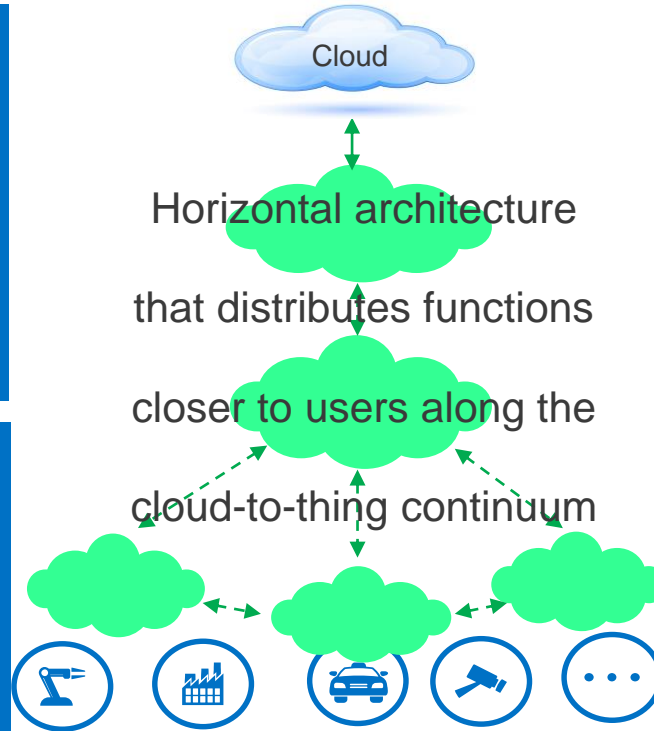 Cloud
Horizontal architecture
that distributes functions
closer to users along the
cloud-to-thing continuum